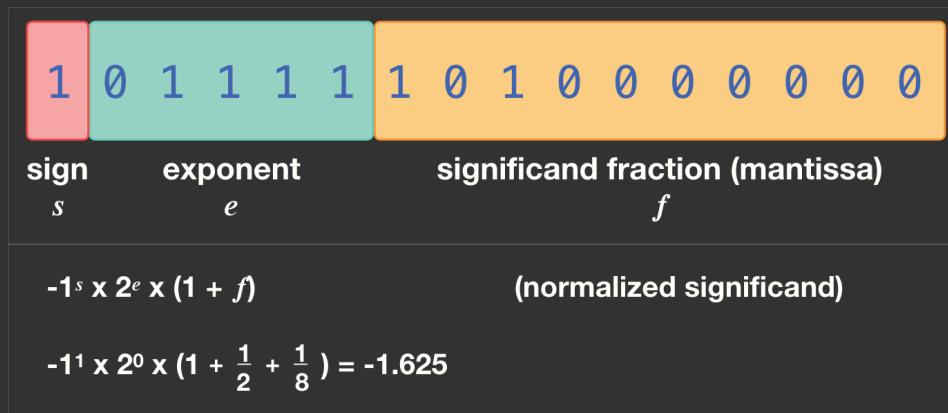 1 0 1 1 1 1 1 0 1 0 0 0 0 0 0 0
sign exponent significand fraction (mantissa)
s e f
-1ˢ x 2ᵉ x (1 + f) (normalized significand)
-1¹ x 2⁰ x (1 + 1/2 + 1/8 ) = -1.625